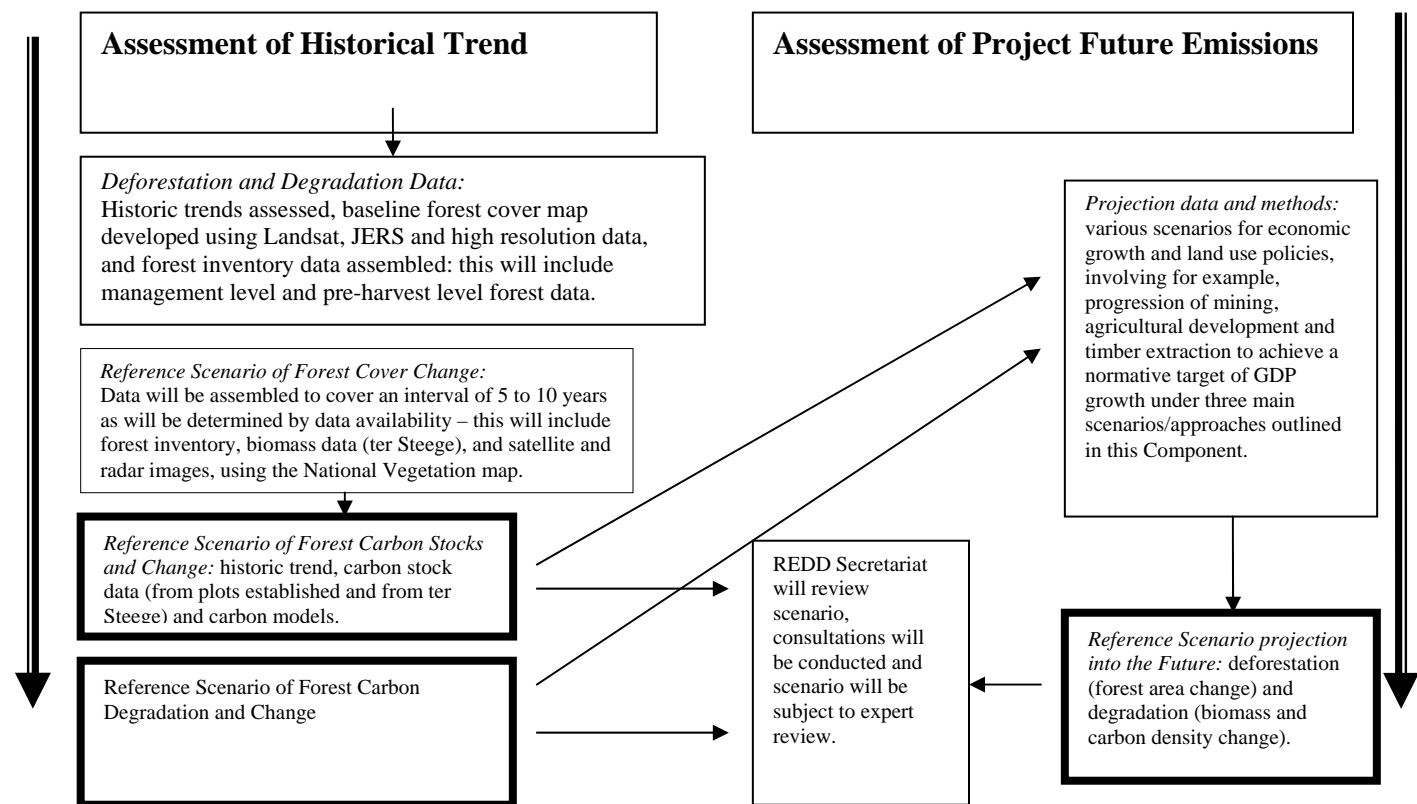 Assessment of Historical Trend
Assessment of Project Future Emissions
Deforestation and Degradation Data:
Historic trends assessed, baseline forest cover map
developed using Landsat, JERS and high resolution data,
and forest inventory data assembled: this will include
management level and pre-harvest level forest data.
Reference Scenario of Forest Cover Change:
Data will be assembled to cover an interval of 5 to 10 years
as will be determined by data availability – this will include
forest inventory, biomass data (ter Steege), and satellite and
radar images, using the National Vegetation map.
Reference Scenario of Forest Carbon Stocks
and Change: historic trend, carbon stock
data (from plots established and from ter
Steege) and carbon models.
Reference Scenario of Forest Carbon
Degradation and Change
REDD Secretariat
will review
scenario,
consultations will
be conducted and
scenario will be
subject to expert
review.
Projection data and methods:
various scenarios for economic
growth and land use policies,
involving for example,
progression of mining,
agricultural development and
timber extraction to achieve a
normative target of GDP
growth under three main
scenarios/approaches outlined
in this Component.
Reference Scenario projection
into the Future: deforestation
(forest area change) and
degradation (biomass and
carbon density change).